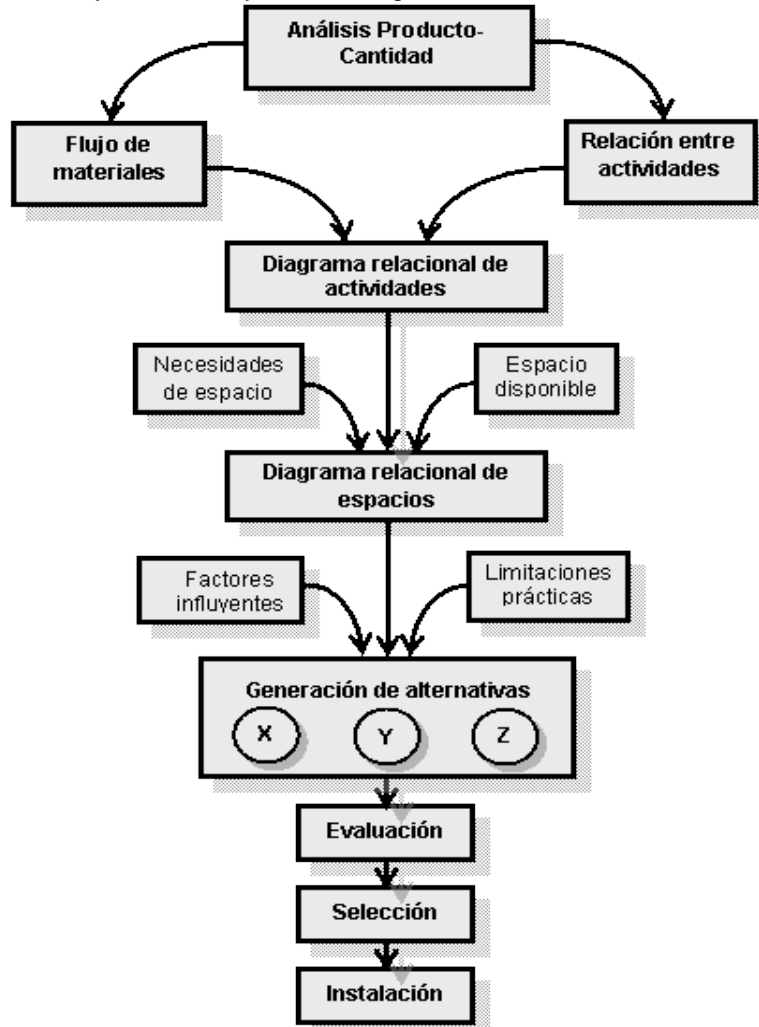 Análisis Producto-
Cantidad
Flujo de
materiales
Relación entre
actividades
Diagrama relacional de
actividades
Necesidades
de espacio
Espacio
disponible
Diagrama relacional de
espacios
Factores
influyentes
Limitaciones
prácticas
Generación de alternativas
X
Y
Z
Evaluación
Selección
Instalación